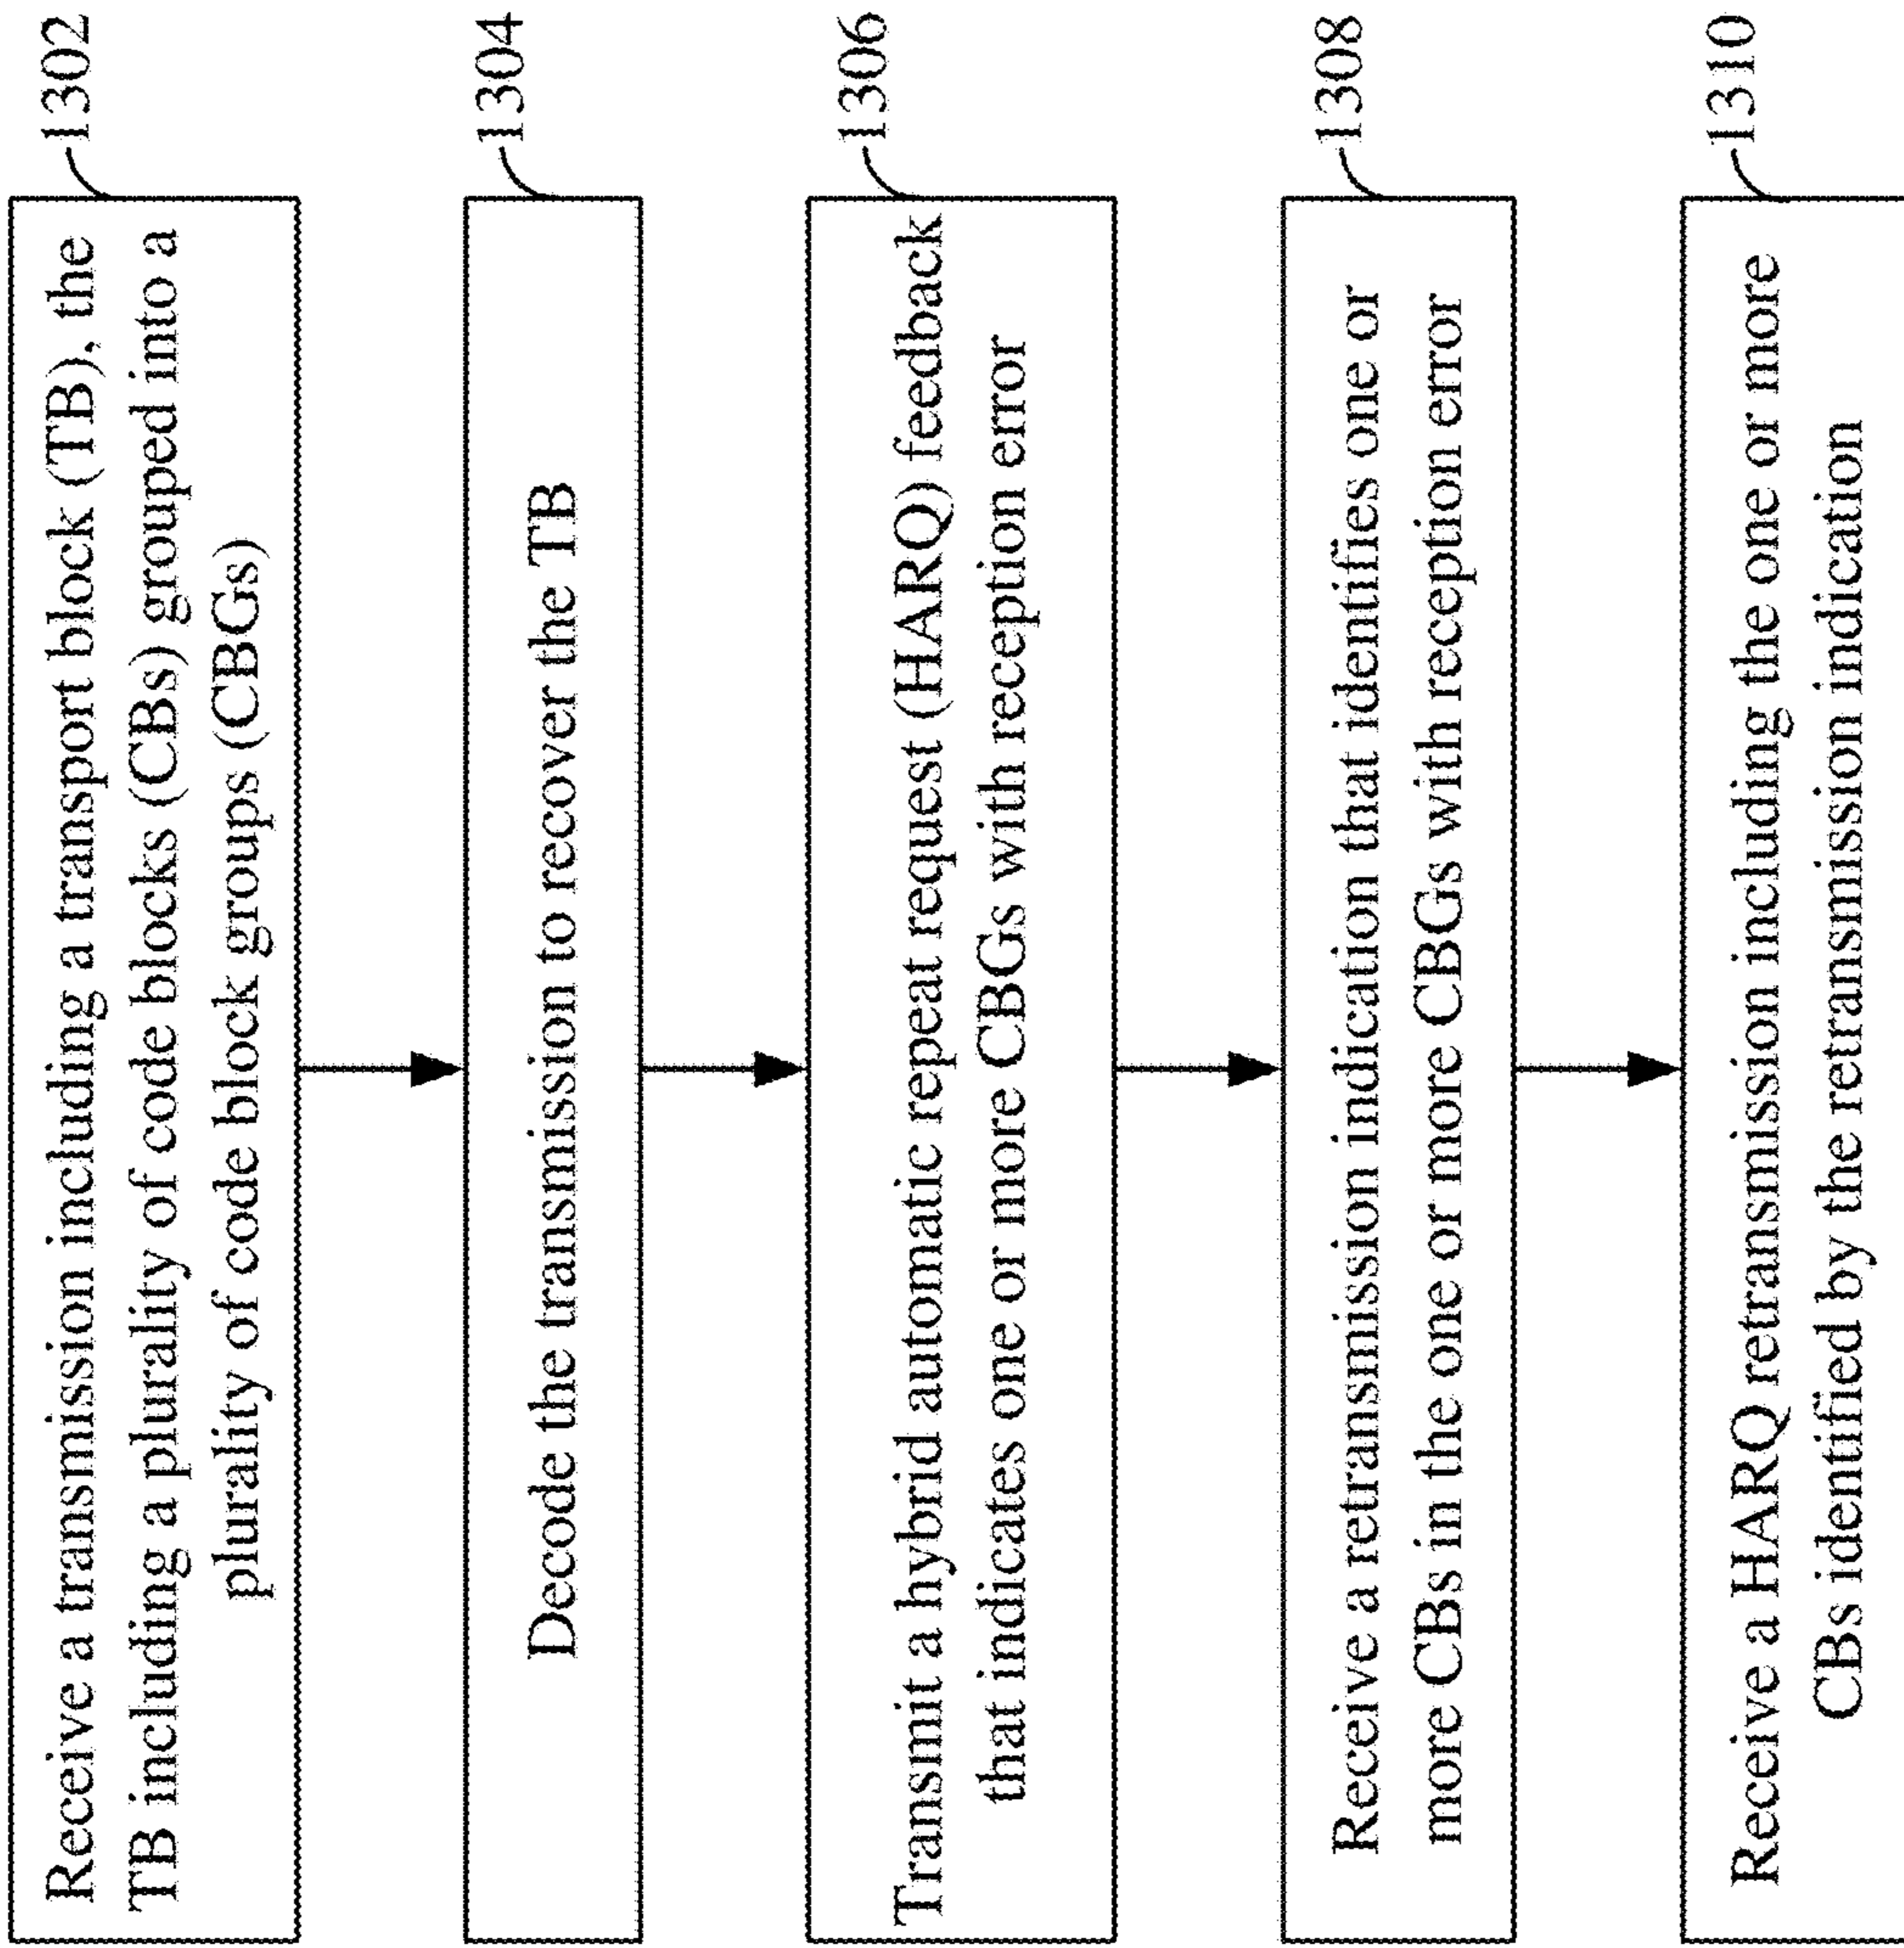 Receive a transmission including a transport block (TB), the
TB including a plurality of code blocks (CBs) grouped into a
plurality of code block groups (CBGs)
1302
Decode the transmission to recover the TB
1304
Transmit a hybrid automatic repeat request (HARQ) feedback
that indicates one or more CBGs with reception error
1306
Receive a retransmission indication that identifies one or
more CBs in the one or more CBGs with reception error
1308
Receive a HARQ retransmission including the one or more
CBs identified by the retransmission indication
1310